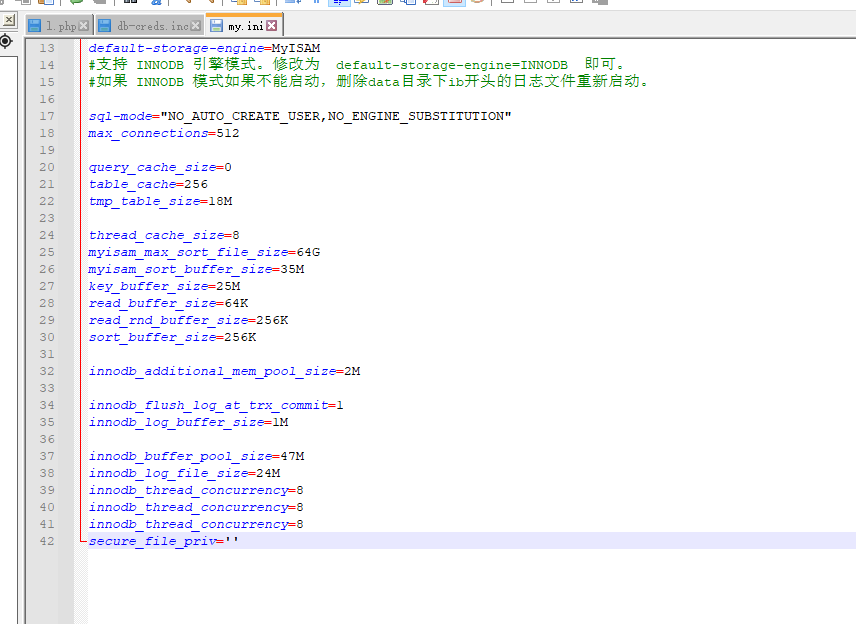 1.php
db-creds.inc
my.ini
13 default-storage-engine=MyISAM
14 #支持 INNODB 引擎模式。修改为 default-storage-engine=INNODB 即可。
15 #如果 INNODB 模式如果不能启动，删除data目录下ib开头的日志文件重新启动。
16
17 sql-mode="NO_AUTO_CREATE_USER,NO_ENGINE_SUBSTITUTION"
18 max_connections=512
19
20 query_cache_size=0
21 table_cache=256
22 tmp_table_size=18M
23
24 thread_cache_size=8
25 myisam_max_sort_file_size=64G
26 myisam_sort_buffer_size=35M
27 key_buffer_size=25M
28 read_buffer_size=64K
29 read_rnd_buffer_size=256K
30 sort_buffer_size=256K
31
32 innodb_additional_mem_pool_size=2M
33
34 innodb_flush_log_at_trx_commit=1
35 innodb_log_buffer_size=1M
36
37 innodb_buffer_pool_size=47M
38 innodb_log_file_size=24M
39 innodb_thread_concurrency=8
40 innodb_thread_concurrency=8
41 innodb_thread_concurrency=8
42 secure_file_priv=''